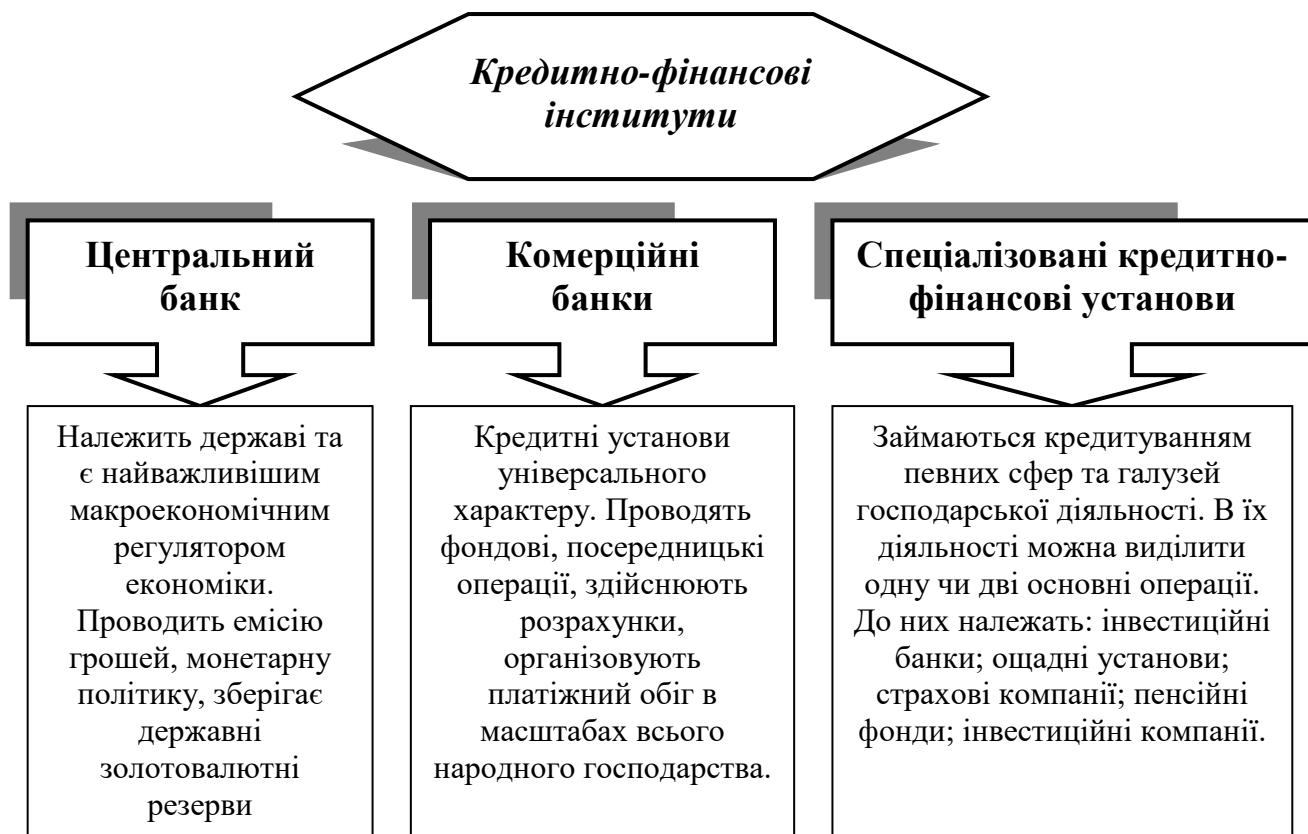 Кредитно-фінансові
інститути
Центральний
банк
Комерційні
банки
Спеціалізовані кредитно-
фінансові установи
Належить державі та
є найважливішим
макроекономічним
регулятором
економіки.
Проводить емісію
грошей, монетарну
політику, зберігає
державні
золотовалютні
резерви
Кредитні установи
універсального
характеру. Проводять
фондові, посередницькі
операції, здійснюють
розрахунки,
організовують
платіжний обіг в
масштабах всього
народного господарства.
Займаються кредитуванням
певних сфер та галузей
господарської діяльності. В їх
діяльності можна виділити
одну чи дві основні операції.
До них належать: інвестиційні
банки; ощадні установи;
страхові компанії; пенсійні
фонди; інвестиційні компанії.